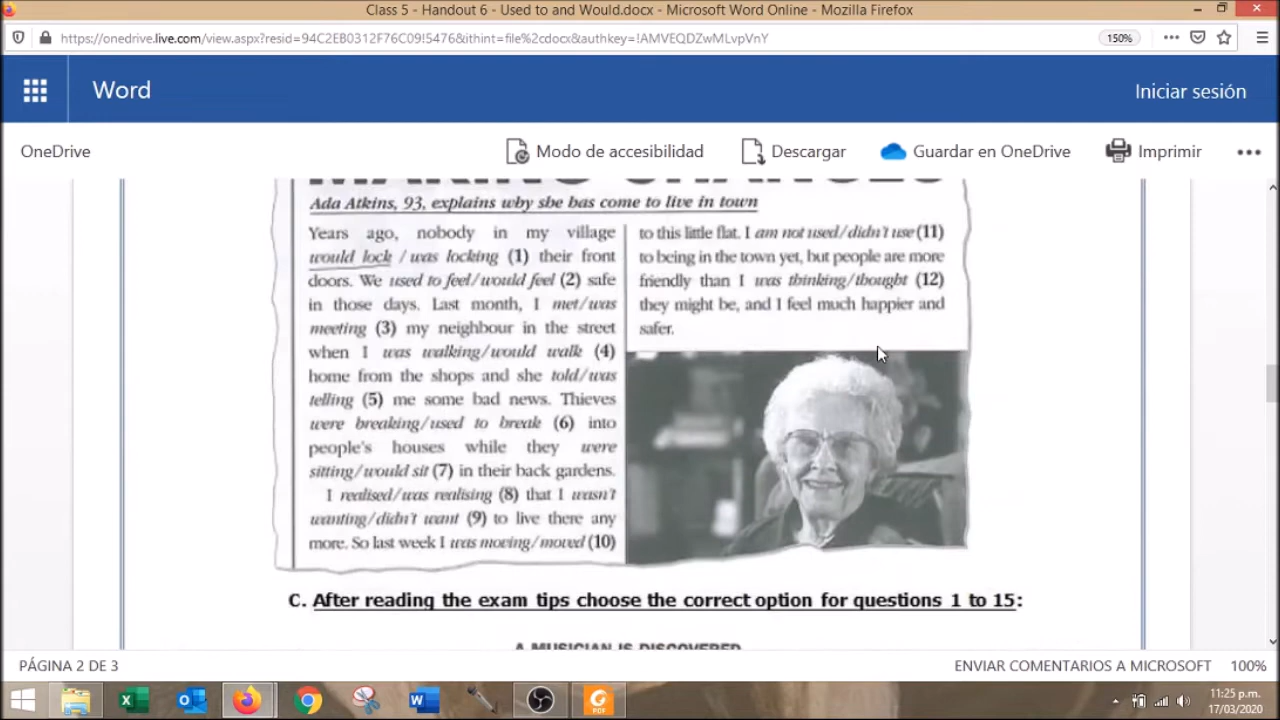 Class 5 - Handout 6 - Used to and Would.docx - Microsoft Word Online - Mozilla Firefox
https://onedrive.live.com/view.aspx?resid=94C2EB0312F76C09!5476&ithint=file%2cdocx&authkey=!AMVEQDZwMLvpVnY
150%
Word
Iniciar sesión
OneDrive
Modo de accesibilidad
Descargar
Guardar en OneDrive
Imprimir
MAKING CHANGES
Ada Atkins, 93, explains why she has come to live in town
Years ago, nobody in my village
would lock / was locking (1) their front
doors. We used to feel/would feel (2) safe
in those days. Last month, I met/was
meeting (3) my neighbour in the street
when I was walking/would walk (4)
home from the shops and she told/was
telling (5) me some bad news. Thieves
were breaking/used to break (6) into
people's houses while they were
sitting/would sit (7) in their back gardens.
I realised/was realising (8) that I wasn't
wanting/didn't want (9) to live there any
more. So last week I was moving/moved (10)
to this little flat. I am not used/didn't use (11)
to being in the town yet, but people are more
friendly than I was thinking/thought (12)
they might be, and I feel much happier and
safer.
C. After reading the exam tips choose the correct option for questions 1 to 15:
A MUSICIAN IS DISCOVERED
PÁGINA 2 DE 3
ENVIAR COMENTARIOS A MICROSOFT
100%
11:25 p.m.
17/03/2020